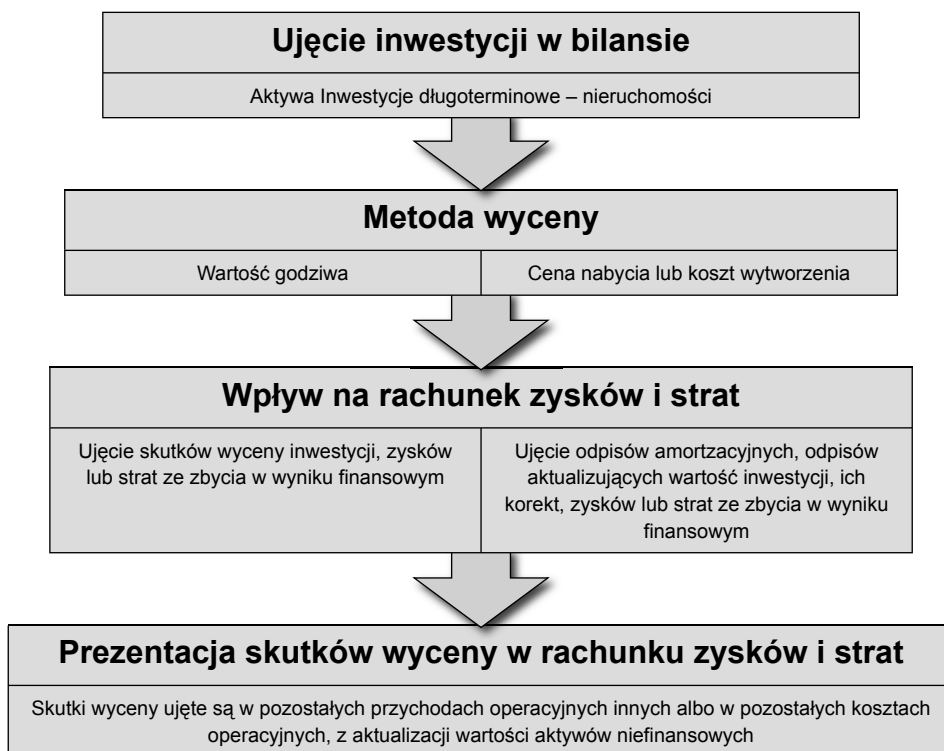 Ujęcie inwestycji w bilansie
Aktywa Inwestycje długoterminowe – nieruchomości
Metoda wyceny
Wartość godziwa
Cena nabycia lub koszt wytworzenia
Wpływ na rachunek zysków i strat
Ujęcie skutków wyceny inwestycji, zysków
lub strat ze zbycia w wyniku finansowym
Ujęcie odpisów amortzacyjnych, odpisów
aktualizujących wartość inwestycji, ich
korekt, zysków lub strat ze zbycia w wyniku
finansowym
Prezentacja skutków wyceny w rachunku zysków i strat
Skutki wyceny ujęte są w pozostałych przychodach operacyjnych innych albo w pozostałych kosztach
operacyjnych, z aktualizacji wartości aktywów niefinansowych